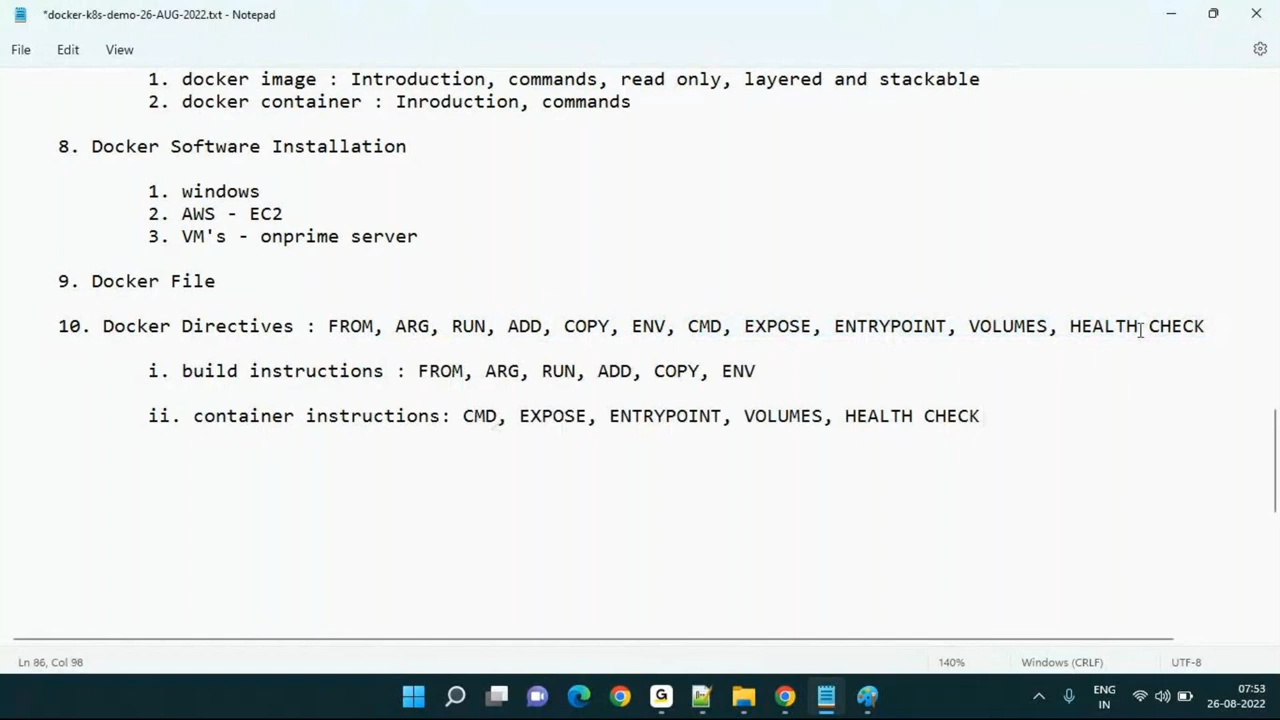 *docker-k8s-demo-26-AUG-2022.txt - Notepad
File Edit View
1. docker image : Introduction, commands, read only, layered and stackable
2. docker container : Inroduction, commands
8. Docker Software Installation
1. windows
2. AWS - EC2
3. VM's - onprime server
9. Docker File
10. Docker Directives : FROM, ARG, RUN, ADD, COPY, ENV, CMD, EXPOSE, ENTRYPOINT, VOLUMES, HEALTH CHECK
i. build instructions : FROM, ARG, RUN, ADD, COPY, ENV
ii. container instructions: CMD, EXPOSE, ENTRYPOINT, VOLUMES, HEALTH CHECK
Ln 86, Col 98 140% Windows (CRLF) UTF-8
ENG 07:53
IN 26-08-2022